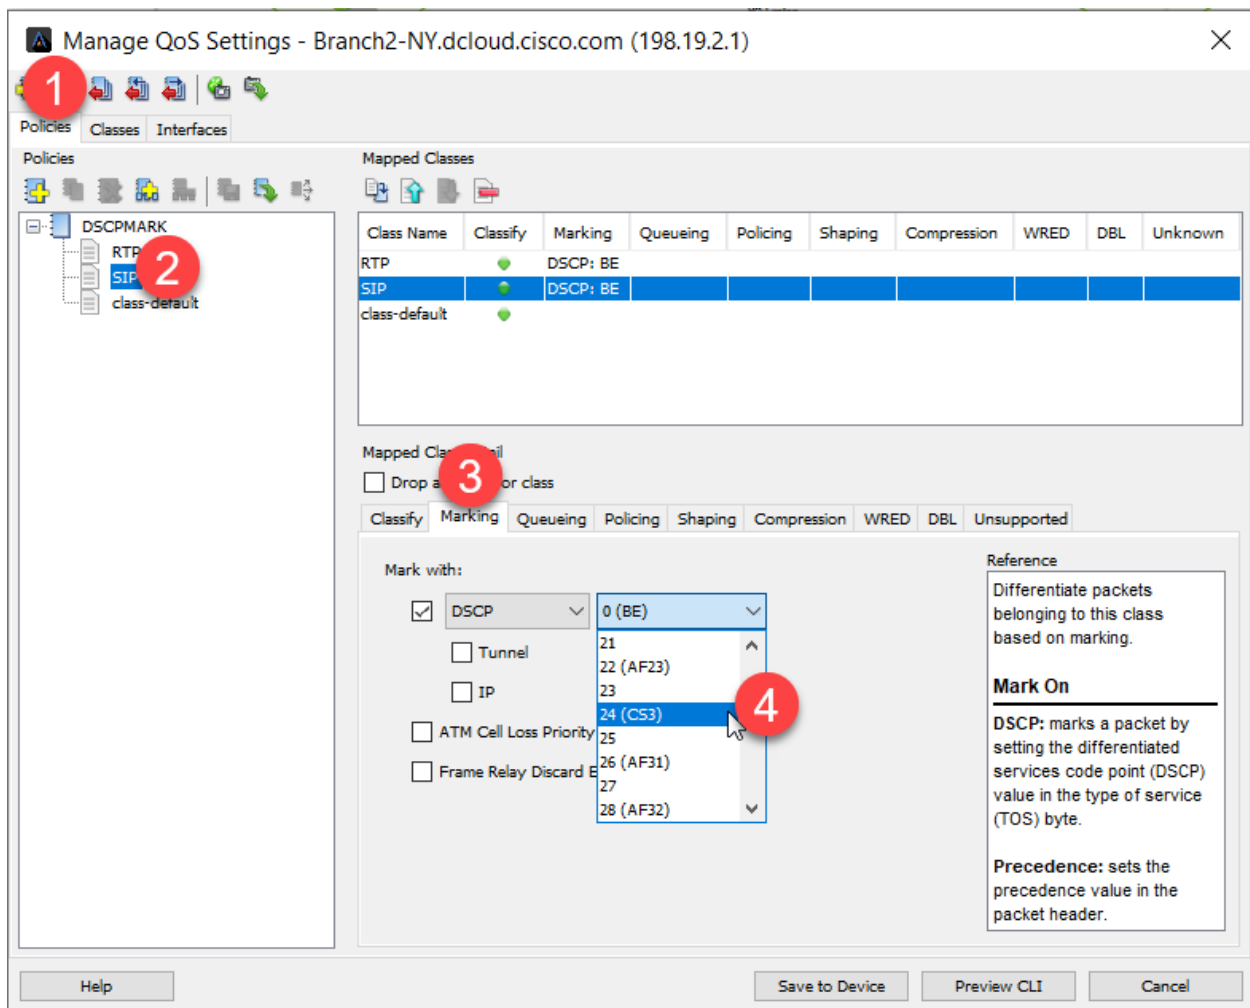 Manage QoS Settings - Branch2-NY.dcloud.cisco.com (198.19.2.1)
1
Policies Classes Interfaces
Policies
DSCPMARK
RTP
SIP
2
class-default
Mapped Classes
Class Name Classify Marking Queueing Policing Shaping Compression WRED DBL Unknown
RTP DSCP: BE
SIP DSCP: BE
class-default
Mapped
3
Drop or class
Classify Marking Queueing Policing Shaping Compression WRED DBL Unsupported
Mark with:
DSCP 0 (BE)
Tunnel
IP
ATM Cell Loss Priority
Frame Relay Discard E
21
22 (AF23)
23
24 (CS3)
4
25
26 (AF31)
27
28 (AF32)
Reference
Differentiate packets
belonging to this class
based on marking.
Mark On
DSCP: marks a packet by
setting the differentiated
services code point (DSCP)
value in the type of service
(TOS) byte.
Precedence: sets the
precedence value in the
packet header.
Help Save to Device Preview CLI Cancel